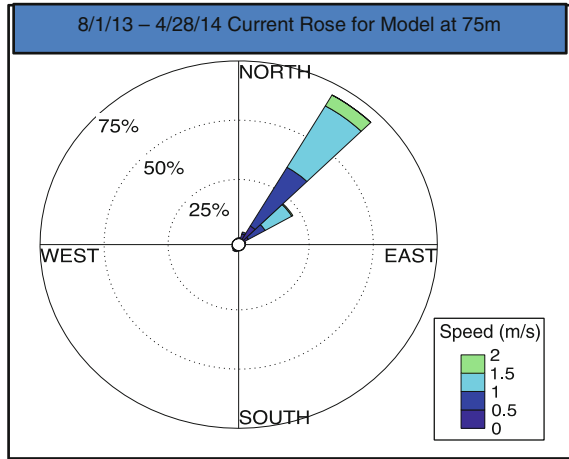 8/1/13 – 4/28/14 Current Rose for Model at 75m
NORTH
75%
50%
25%
WEST
EAST
SOUTH
Speed (m/s)
2
1.5
1
0.5
0